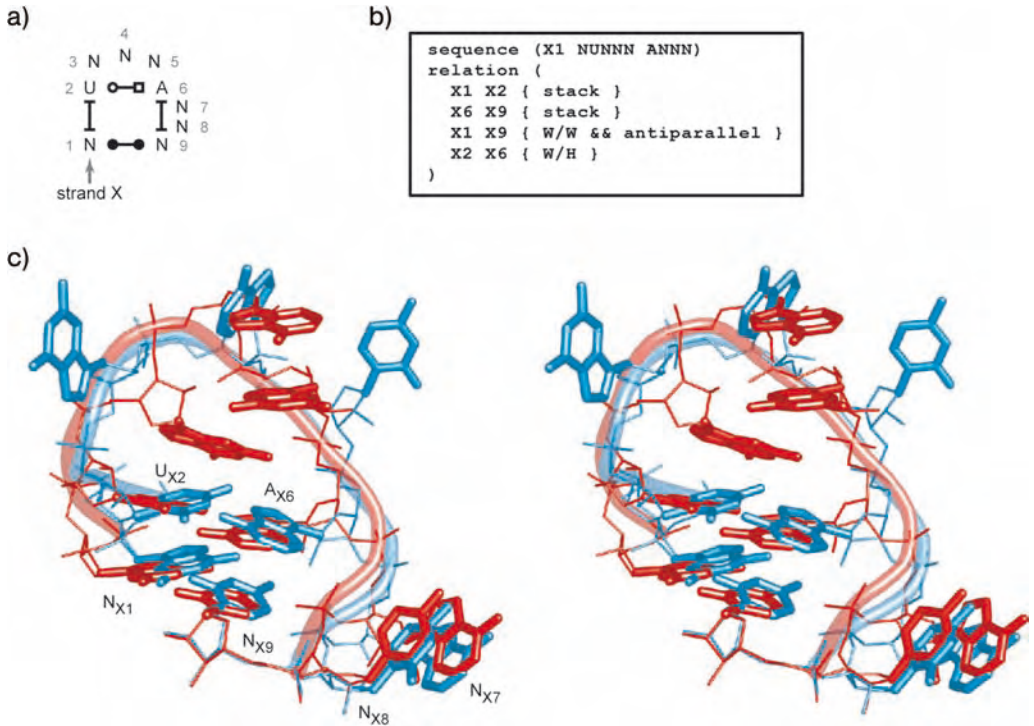 a)
4
3 N N N 5
2 U A 6
N 7
N 8
1 N N 9
strand X
b)
sequence (X1 NUNNN ANNN)
relation (
X1 X2 { stack }
X6 X9 { stack }
X1 X9 { W/W && antiparallel }
X2 X6 { W/H }
)
c)
UX2
AX6
NX1
NX9
NX8
NX7